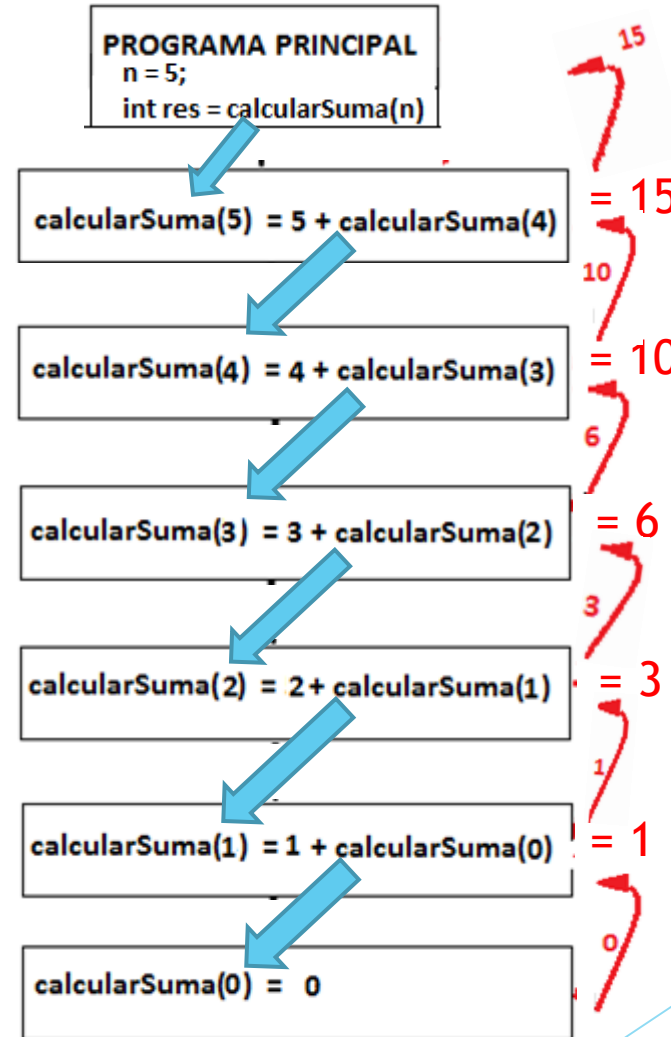 PROGRAMA PRINCIPAL
n = 5;
int res = calcularSuma(n)
15
calcularSuma(5) = 5 + calcularSuma(4)
= 15
10
calcularSuma(4) = 4 + calcularSuma(3)
= 10
6
calcularSuma(3) = 3 + calcularSuma(2)
= 6
3
calcularSuma(2) = 2 + calcularSuma(1)
= 3
1
calcularSuma(1) = 1 + calcularSuma(0)
= 1
0
calcularSuma(0) = 0